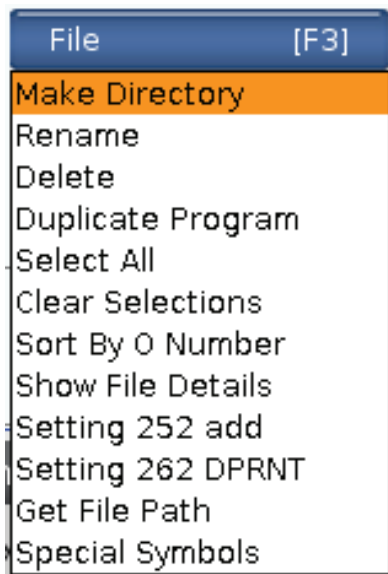 File [F3]
Make Directory
Rename
Delete
Duplicate Program
Select All
Clear Selections
Sort By O Number
Show File Details
Setting 252 add
Setting 262 DPRNT
Get File Path
Special Symbols